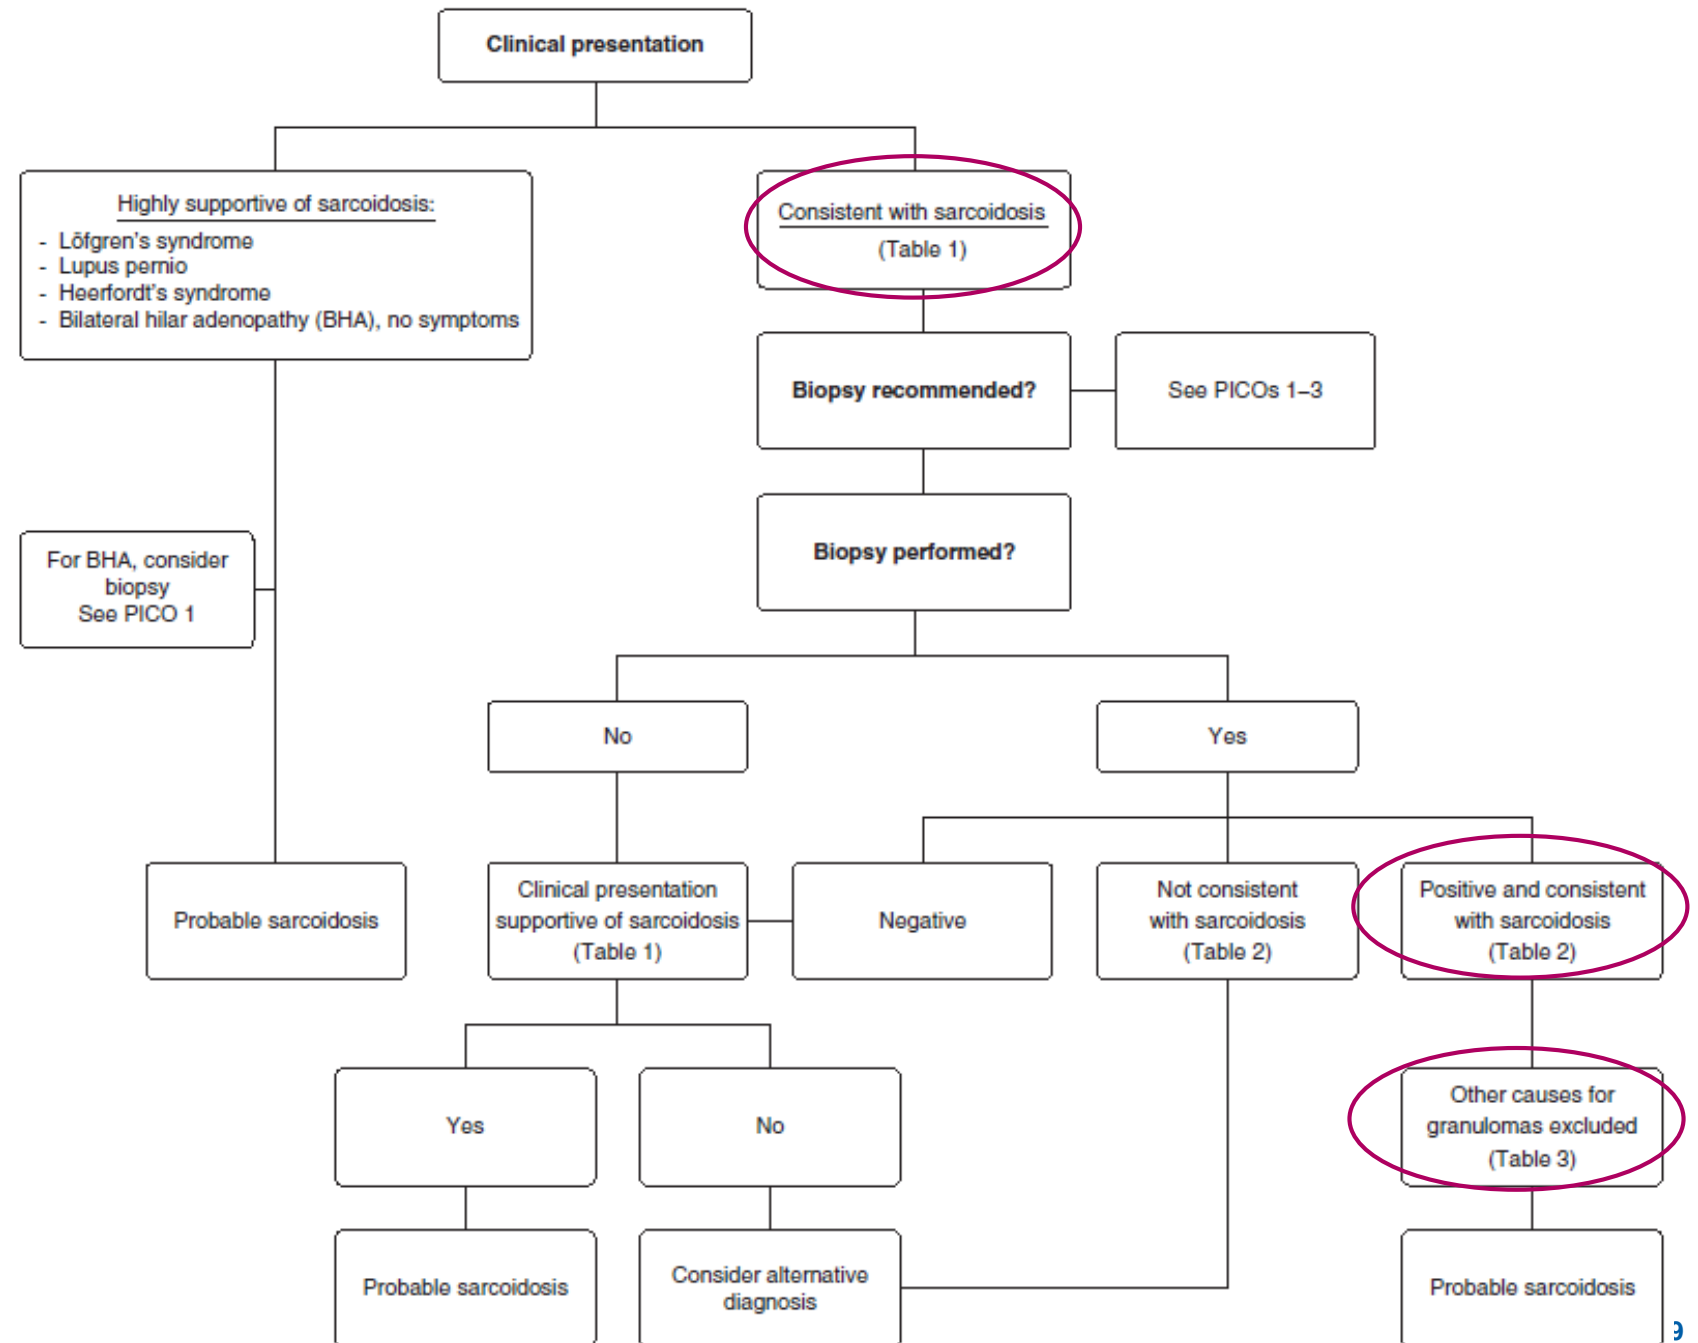 Clinical presentation
Highly supportive of sarcoidosis:
- Löfgren's syndrome
- Lupus pernio
- Heerfordt's syndrome
- Bilateral hilar adenopathy (BHA), no symptoms
Consistent with sarcoidosis
(Table 1)
Biopsy recommended?
See PICOs 1–3
Biopsy performed?
For BHA, consider
biopsy
See PICO 1
No
Yes
Probable sarcoidosis
Clinical presentation
supportive of sarcoidosis
(Table 1)
Negative
Not consistent
with sarcoidosis
(Table 2)
Positive and consistent
with sarcoidosis
(Table 2)
Yes
No
Other causes for
granulomas excluded
(Table 3)
Probable sarcoidosis
Consider alternative
diagnosis
Probable sarcoidosis